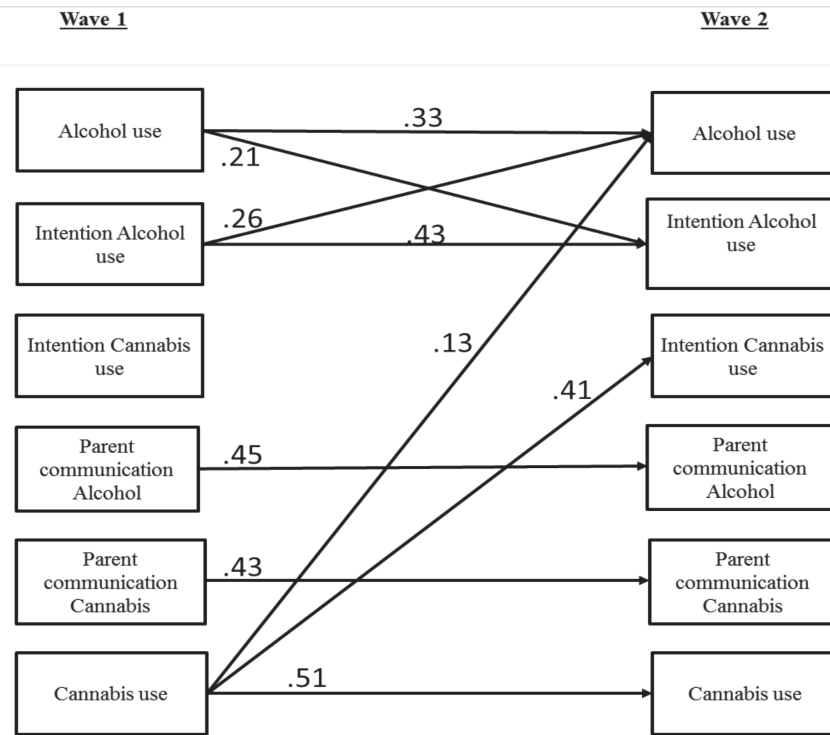 Wave 1
Wave 2
Alcohol use
.33
Alcohol use
.21
Intention Alcohol
use
.26
.43
Intention Alcohol
use
Intention Cannabis
use
.13
Intention Cannabis
use
.41
Parent
communication
Alcohol
.45
Parent
communication
Alcohol
Parent
communication
Cannabis
.43
Parent
communication
Cannabis
Cannabis use
.51
Cannabis use